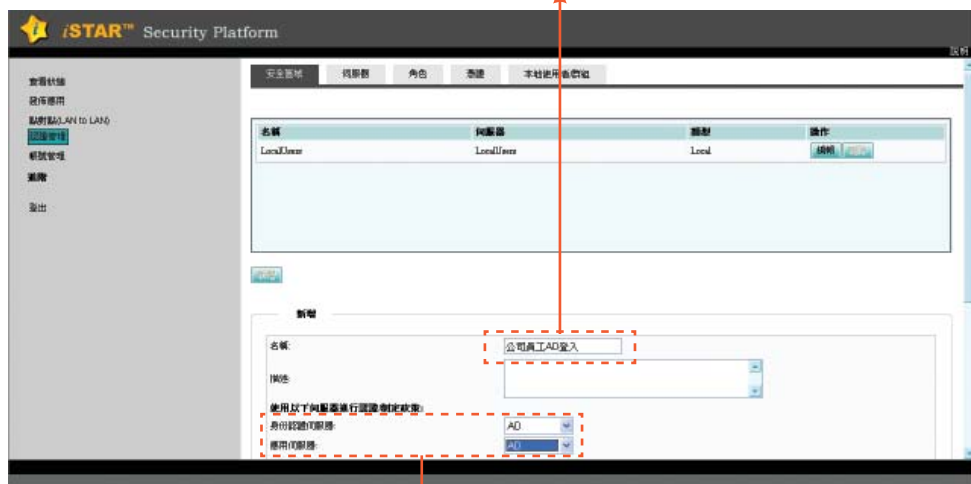 iSTAR™ Security Platform
說明
查看狀態
發佈應用
點對點(LAN to LAN)
認證管理
帳號管理
進階
登出
安全區域 伺服器 角色 憑證 本地使用者/群組
名稱 伺服器 類型 操作
LocalUsers LocalUsers Local 編輯
新增
名稱: 公司員工AD登入
描述:
使用以下伺服器進行認證/制定政策:
身份認證伺服器: AD
應用伺服器: AD